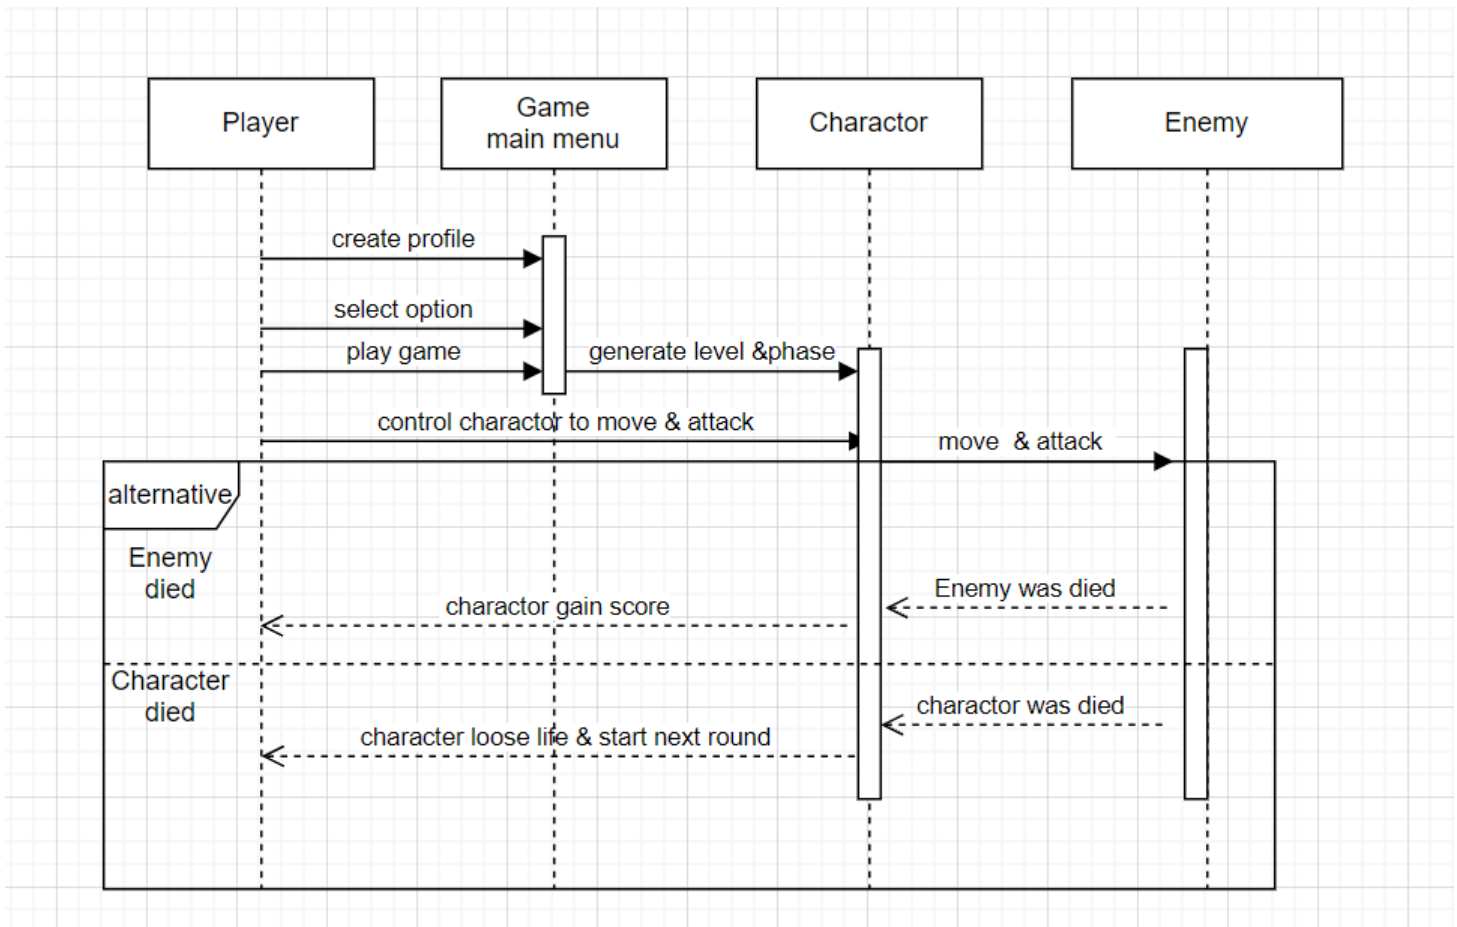 Player
Game
main menu
Charactor
Enemy
create profile
select option
play game
generate level &phase
control charactor to move & attack
move  & attack
alternative
Enemy
died
Enemy was died
charactor gain score
Character
died
charactor was died
character loose life & start next round